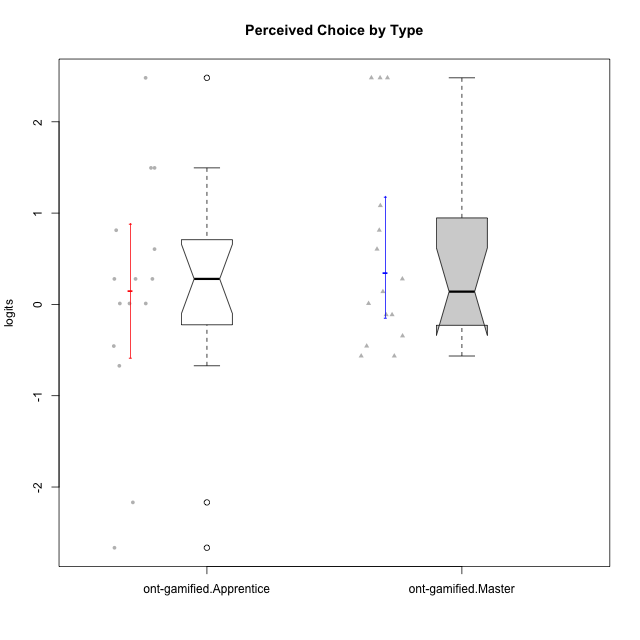 Perceived Choice by Type
logits
2
1
0
-1
-2
ont-gamified.Apprentice
ont-gamified.Master